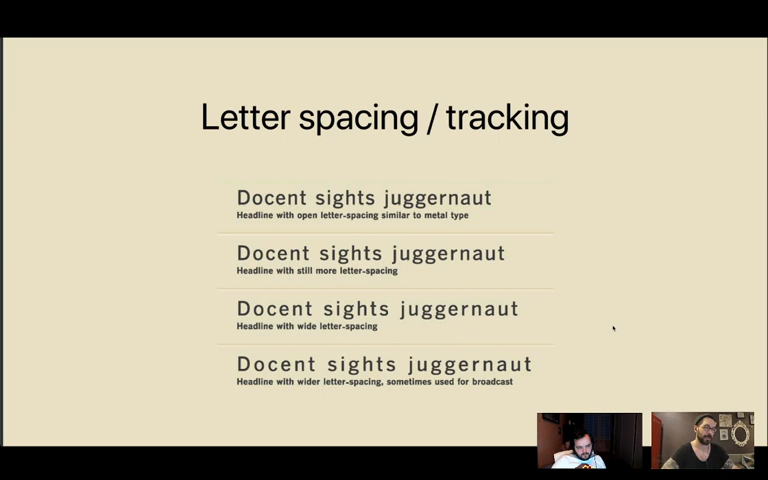 Letter spacing / tracking
Docent sights juggernaut
Headline with open letter-spacing similar to metal type
Docent sights juggernaut
Headline with still more letter-spacing
Docent sights juggernaut
Headline with wide letter-spacing
Docent sights juggernaut
Headline with wider letter-spacing, sometimes used for broadcast